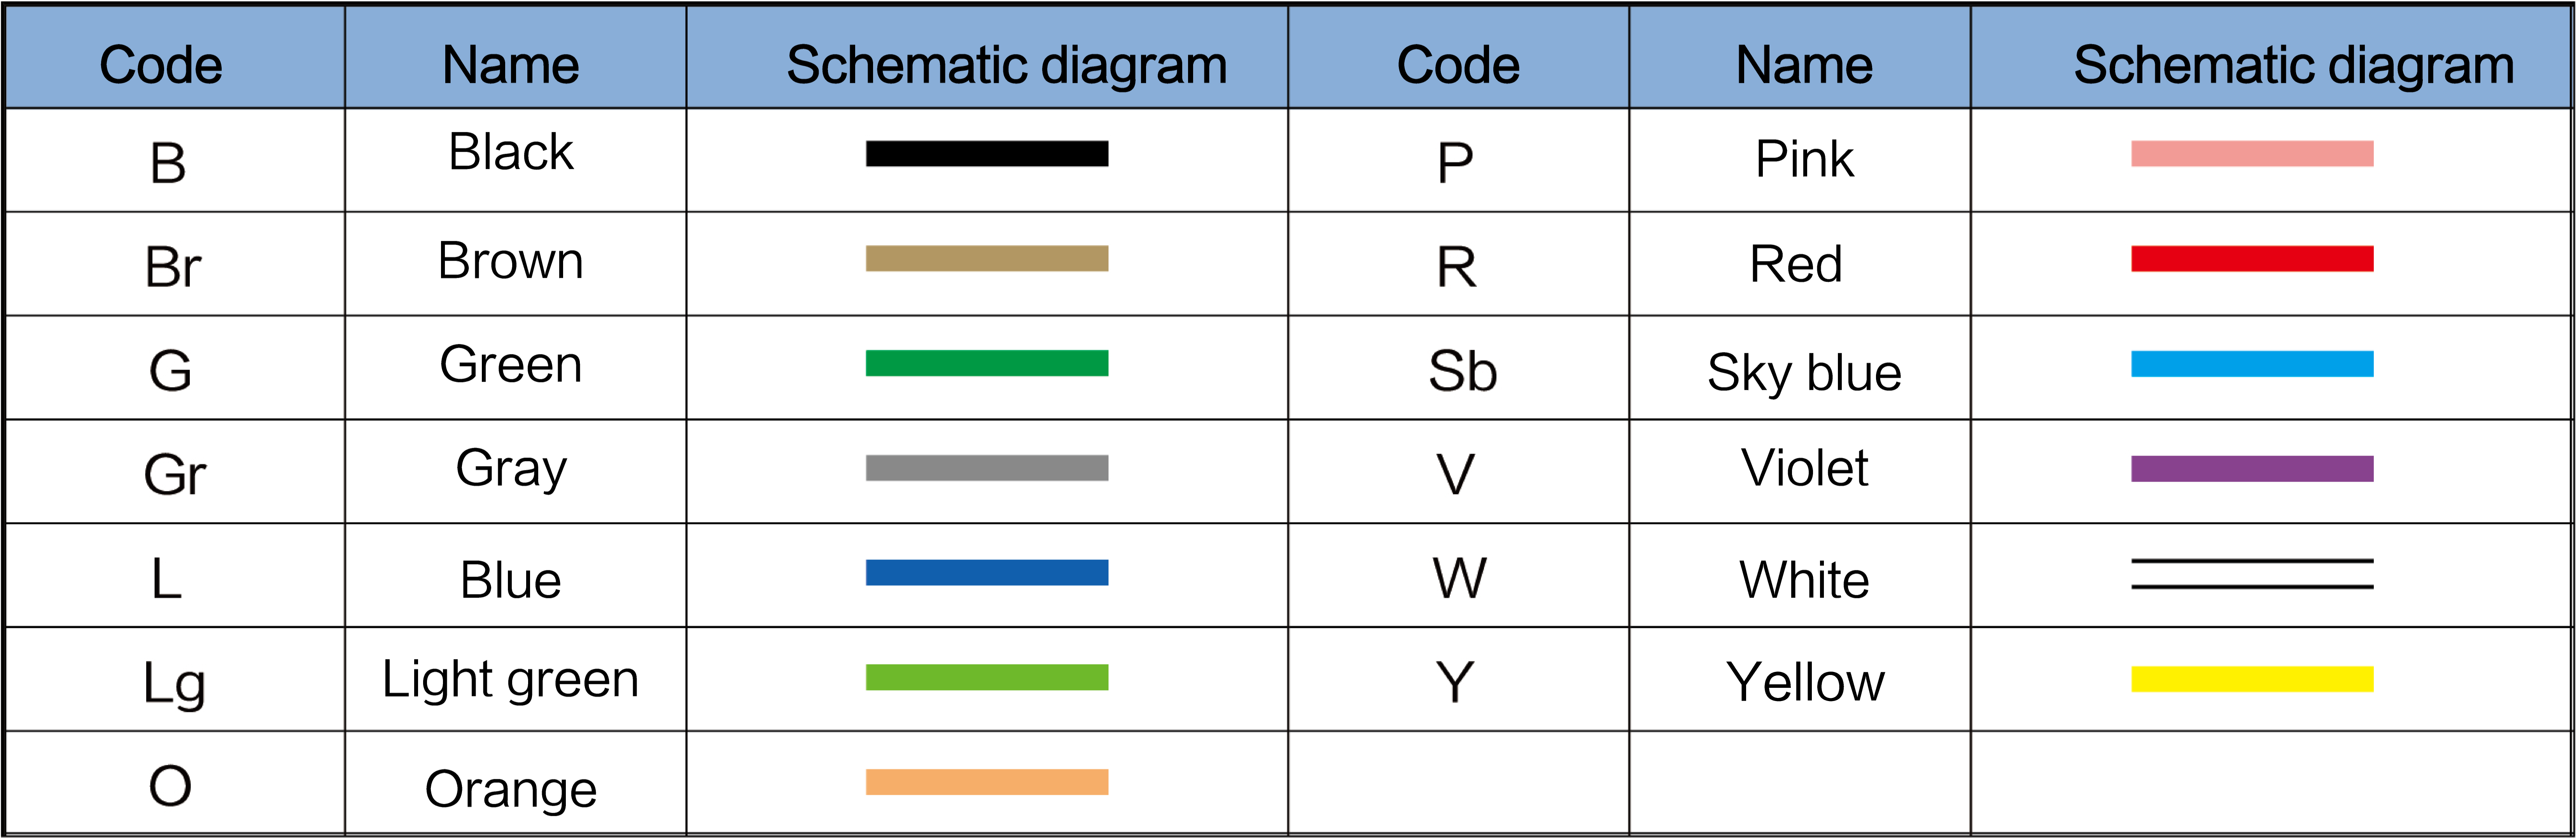 Code Name Schematic diagram Code Name Schematic diagram
B Black P Pink
Br Brown R Red
G Green Sb Sky blue
Gr Gray V Violet
L Blue W White
Lg Light green Y Yellow
O Orange